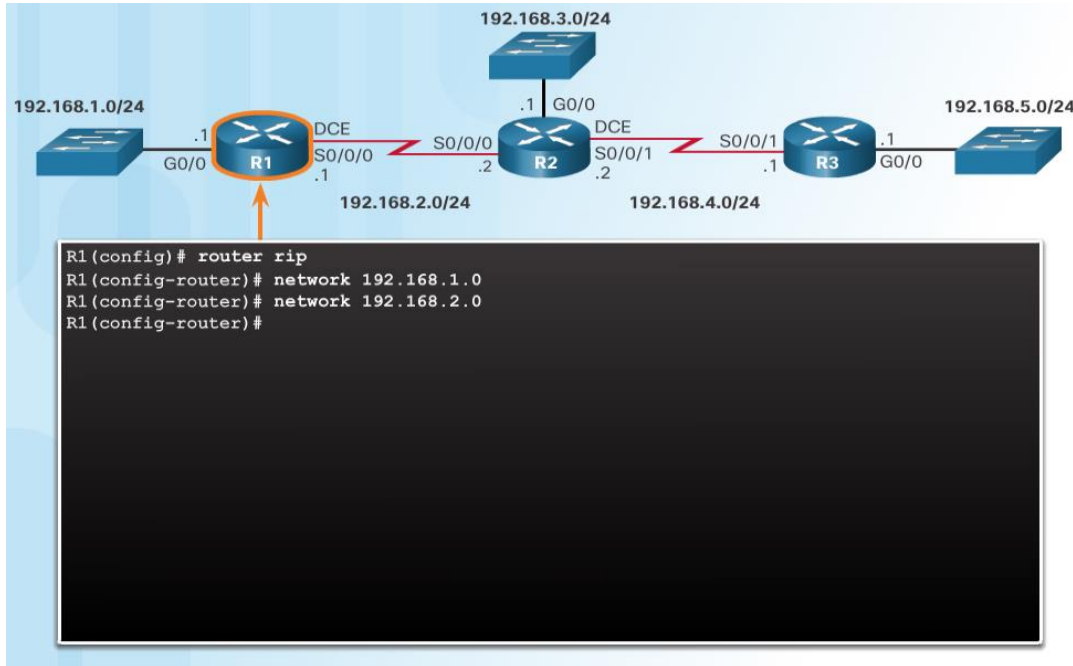 192.168.3.0/24
192.168.1.0/24
.1 G0/0
192.168.5.0/24
.1
DCE
DCE
G0/0
R1
S0/0/0
.1
S0/0/0
.2
R2
S0/0/1
.2
S0/0/1
.1
R3
.1
G0/0
192.168.2.0/24
192.168.4.0/24
R1(config)# router rip
R1(config-router)# network 192.168.1.0
R1(config-router)# network 192.168.2.0
R1(config-router)#